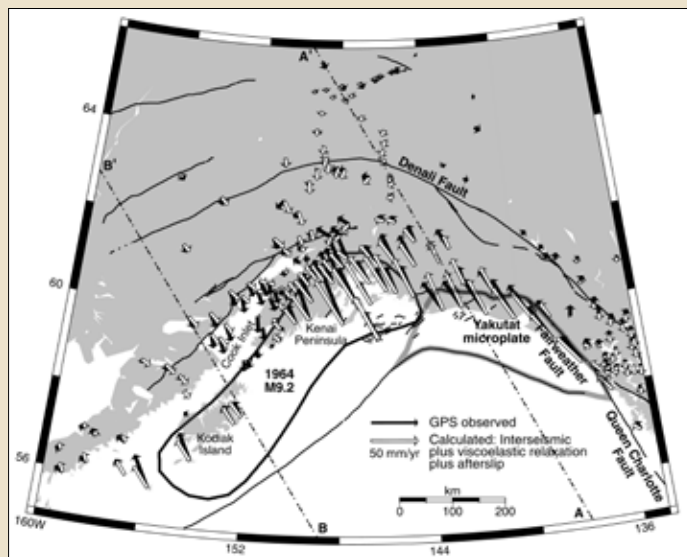 A'
64
B'
Denali Fault
60
57
Yakutat
microplate
Fairweather
Fault
Cook Inlet
Kenai
Peninsula
1964
M9.2
Queen Charlotte
Fault
Kodiak
Island
GPS observed
Calculated: Interseismic
50 mm/yr
plus viscoelastic relaxation
plus afterslip
56
km
0 100 200
160W
B
A
136
152
144